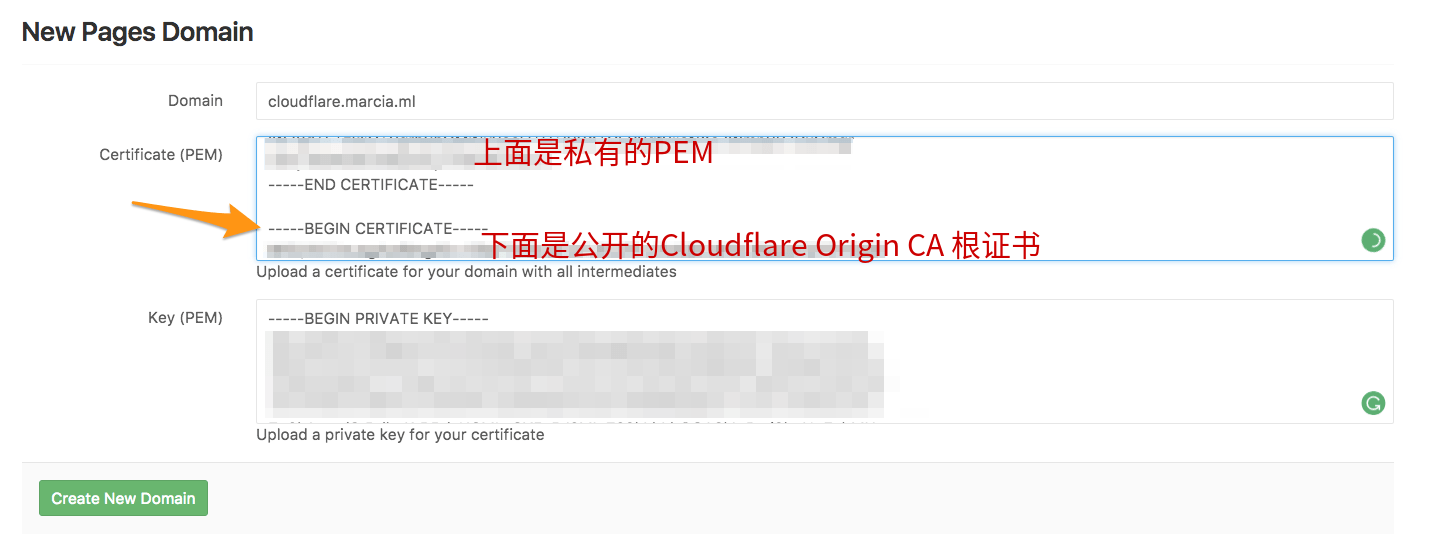 New Pages Domain
Domain
cloudflare.marcia.ml
Certificate (PEM)
上面是私有的PEM
-----END CERTIFICATE-----
-----BEGIN CERTIFICATE-----
下面是公开的Cloudflare Origin CA 根证书
Upload a certificate for your domain with all intermediates
Key (PEM)
-----BEGIN PRIVATE KEY-----
Upload a private key for your certificate
Create New Domain